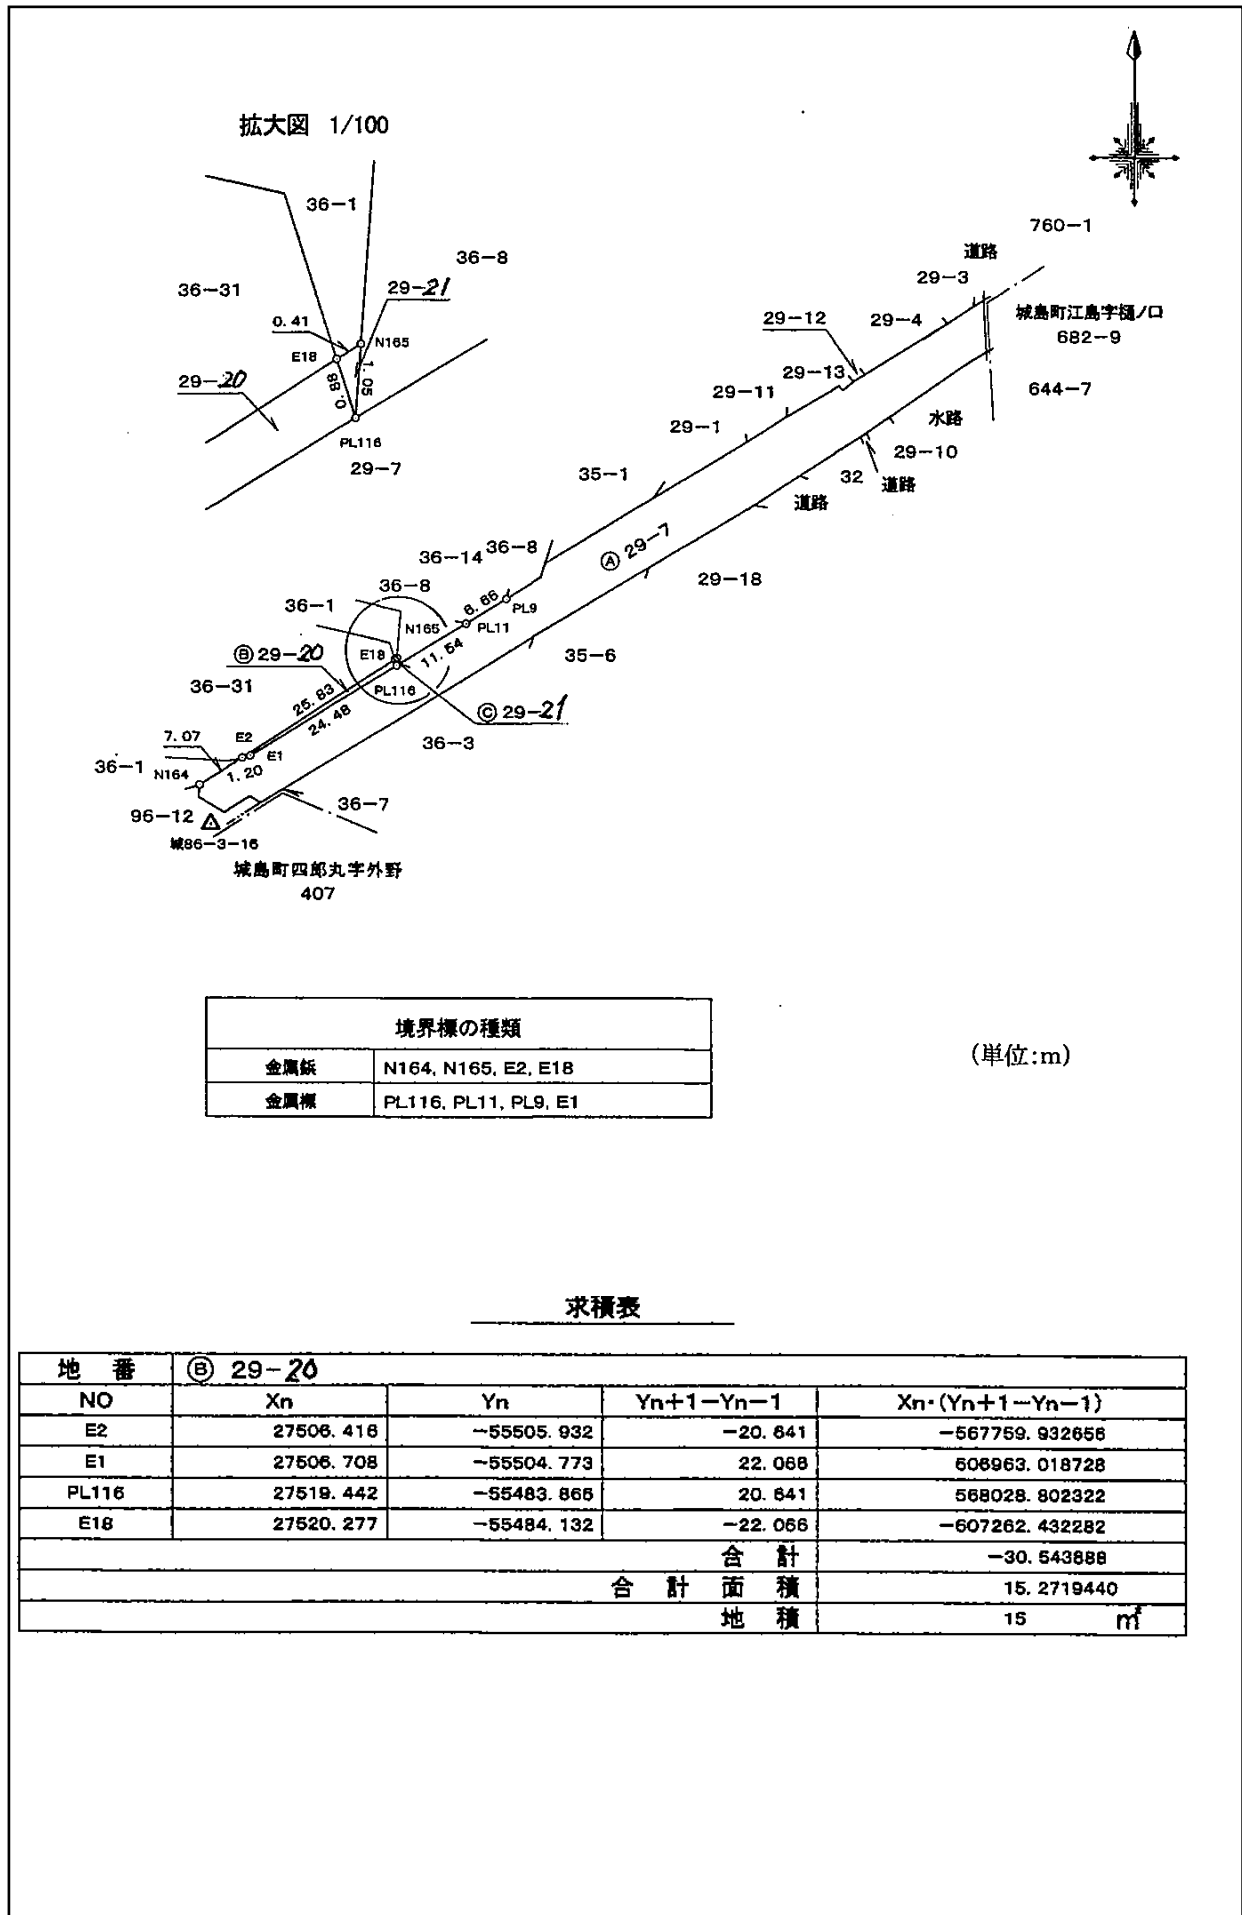 拡大図 1/100
36-1
36-8
36-31
29-21
0.41
N165
E18
1.05
0.88
29-20
PL116
29-7
760-1
道路
29-3
城島町江島字樋ノ口
682-9
29-12
29-4
29-13
644-7
29-11
水路
29-1
29-10
35-1
32
道路
道路
Ⓐ 29-7
36-14
36-8
29-18
36-8
6.66
PL9
36-1
N165
PL11
11.54
E18
Ⓑ 29-20
35-6
36-31
PL116
25.83
24.48
Ⓒ 29-21
36-3
7.07
E2
E1
36-1
N164
1.20
36-7
96-12
城86-3-16
城島町四郎丸字外野
407
境界標の種類
金属鋲 N164, N165, E2, E18
金属標 PL116, PL11, PL9, E1
(単位:m)
求積表
地番 Ⓑ 29-20
NO Xn Yn Yn+1-Yn-1 Xn・(Yn+1-Yn-1)
E2 27506.416 -55505.932 -20.641 -567759.932656
E1 27506.708 -55504.773 22.066 606963.018728
PL116 27519.442 -55483.866 20.641 568028.802322
E18 27520.277 -55484.132 -22.066 -607262.432282
合計 -30.543888
合計面積 15.2719440
地積 15 ㎡